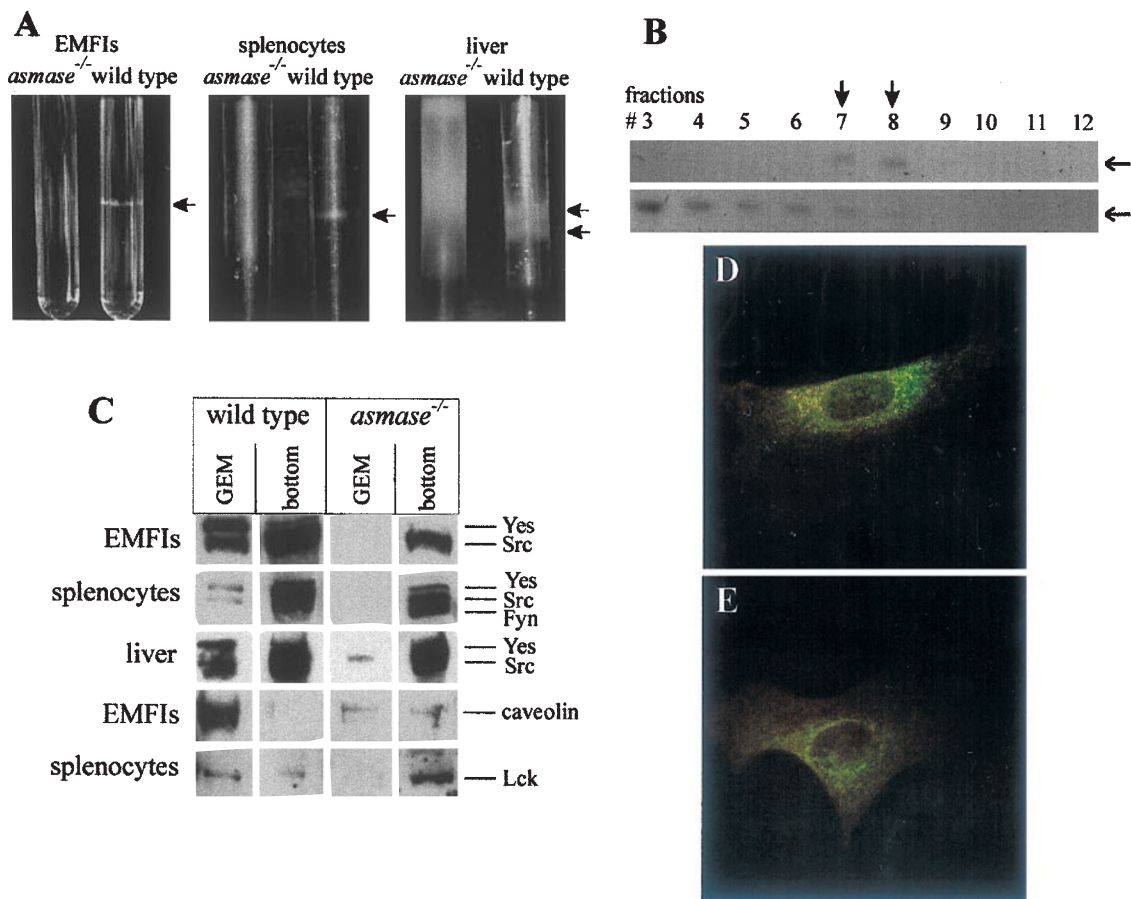 A
EMFIs
asmase-/- wild type
splenocytes
asmase-/- wild type
liver
asmase-/- wild type
B
fractions
# 3 4 5 6 7 8 9 10 11 12
C
wild type asmase-/-
GEM bottom GEM bottom
EMFIs
Yes
Src
splenocytes
Yes
Src
Fyn
liver
Yes
Src
EMFIs
caveolin
splenocytes
Lck
D
E